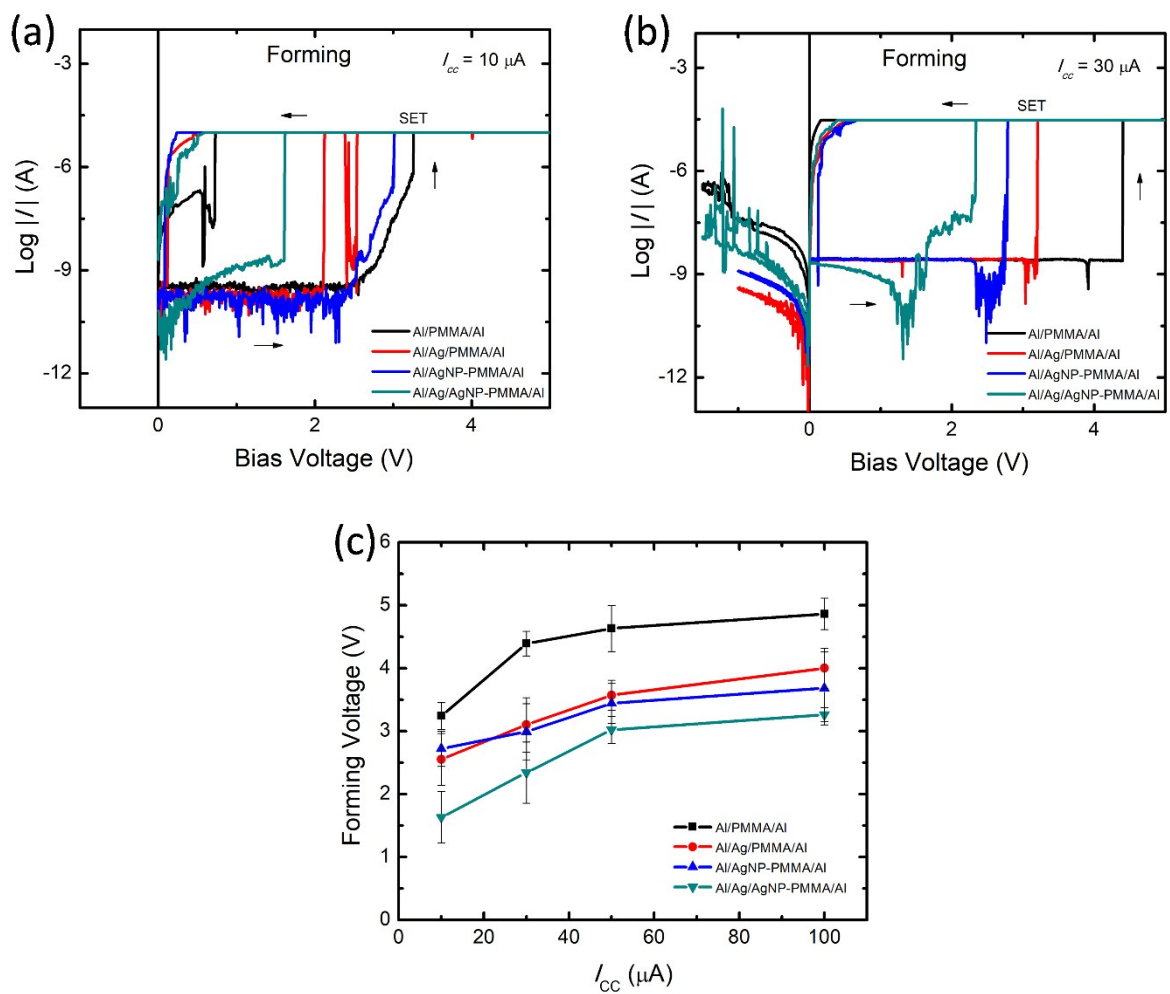 (a)
Forming
I_cc = 10 μA
SET
-3
-6
-9
-12
Log |I| (A)
0
2
4
Bias Voltage (V)
Al/PMMA/Al
Al/Ag/PMMA/Al
Al/AgNP-PMMA/Al
Al/Ag/AgNP-PMMA/Al
(b)
Forming
I_cc = 30 μA
SET
-3
-6
-9
-12
Log |I| (A)
0
2
4
Bias Voltage (V)
Al/PMMA/Al
Al/Ag/PMMA/Al
Al/AgNP-PMMA/Al
Al/Ag/AgNP-PMMA/Al
(c)
6
5
4
3
2
1
0
Forming Voltage (V)
0
20
40
60
80
100
I_CC (μA)
Al/PMMA/Al
Al/Ag/PMMA/Al
Al/AgNP-PMMA/Al
Al/Ag/AgNP-PMMA/Al